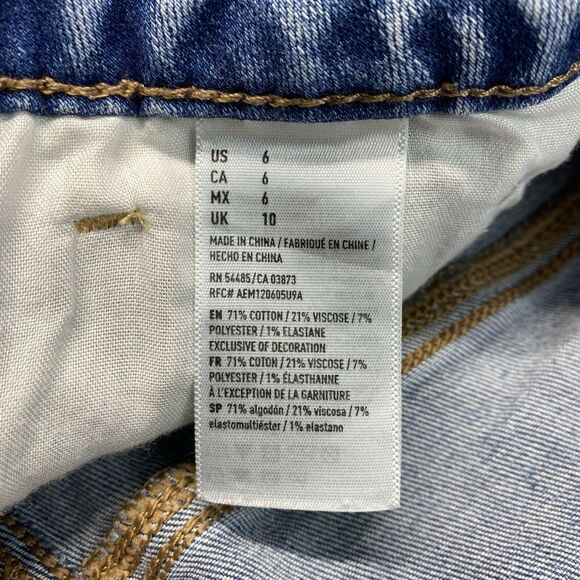 US 6
CA 6
MX 6
UK 10
MADE IN CHINA / FABRIQUÉ EN CHINE /
HECHO EN CHINA
RN 54485/CA 03873
RFC# AEM120605U9A
EN 71% COTTON / 21% VISCOSE / 7%
POLYESTER / 1% ELASTANE
EXCLUSIVE OF DECORATION
FR 71% COTON / 21% VISCOSE / 7%
POLYESTER / 1% ÉLASTHANNE
À L'EXCEPTION DE LA GARNITURE
SP 71% algodón / 21% viscosa / 7%
elastomultiéster / 1% elastano